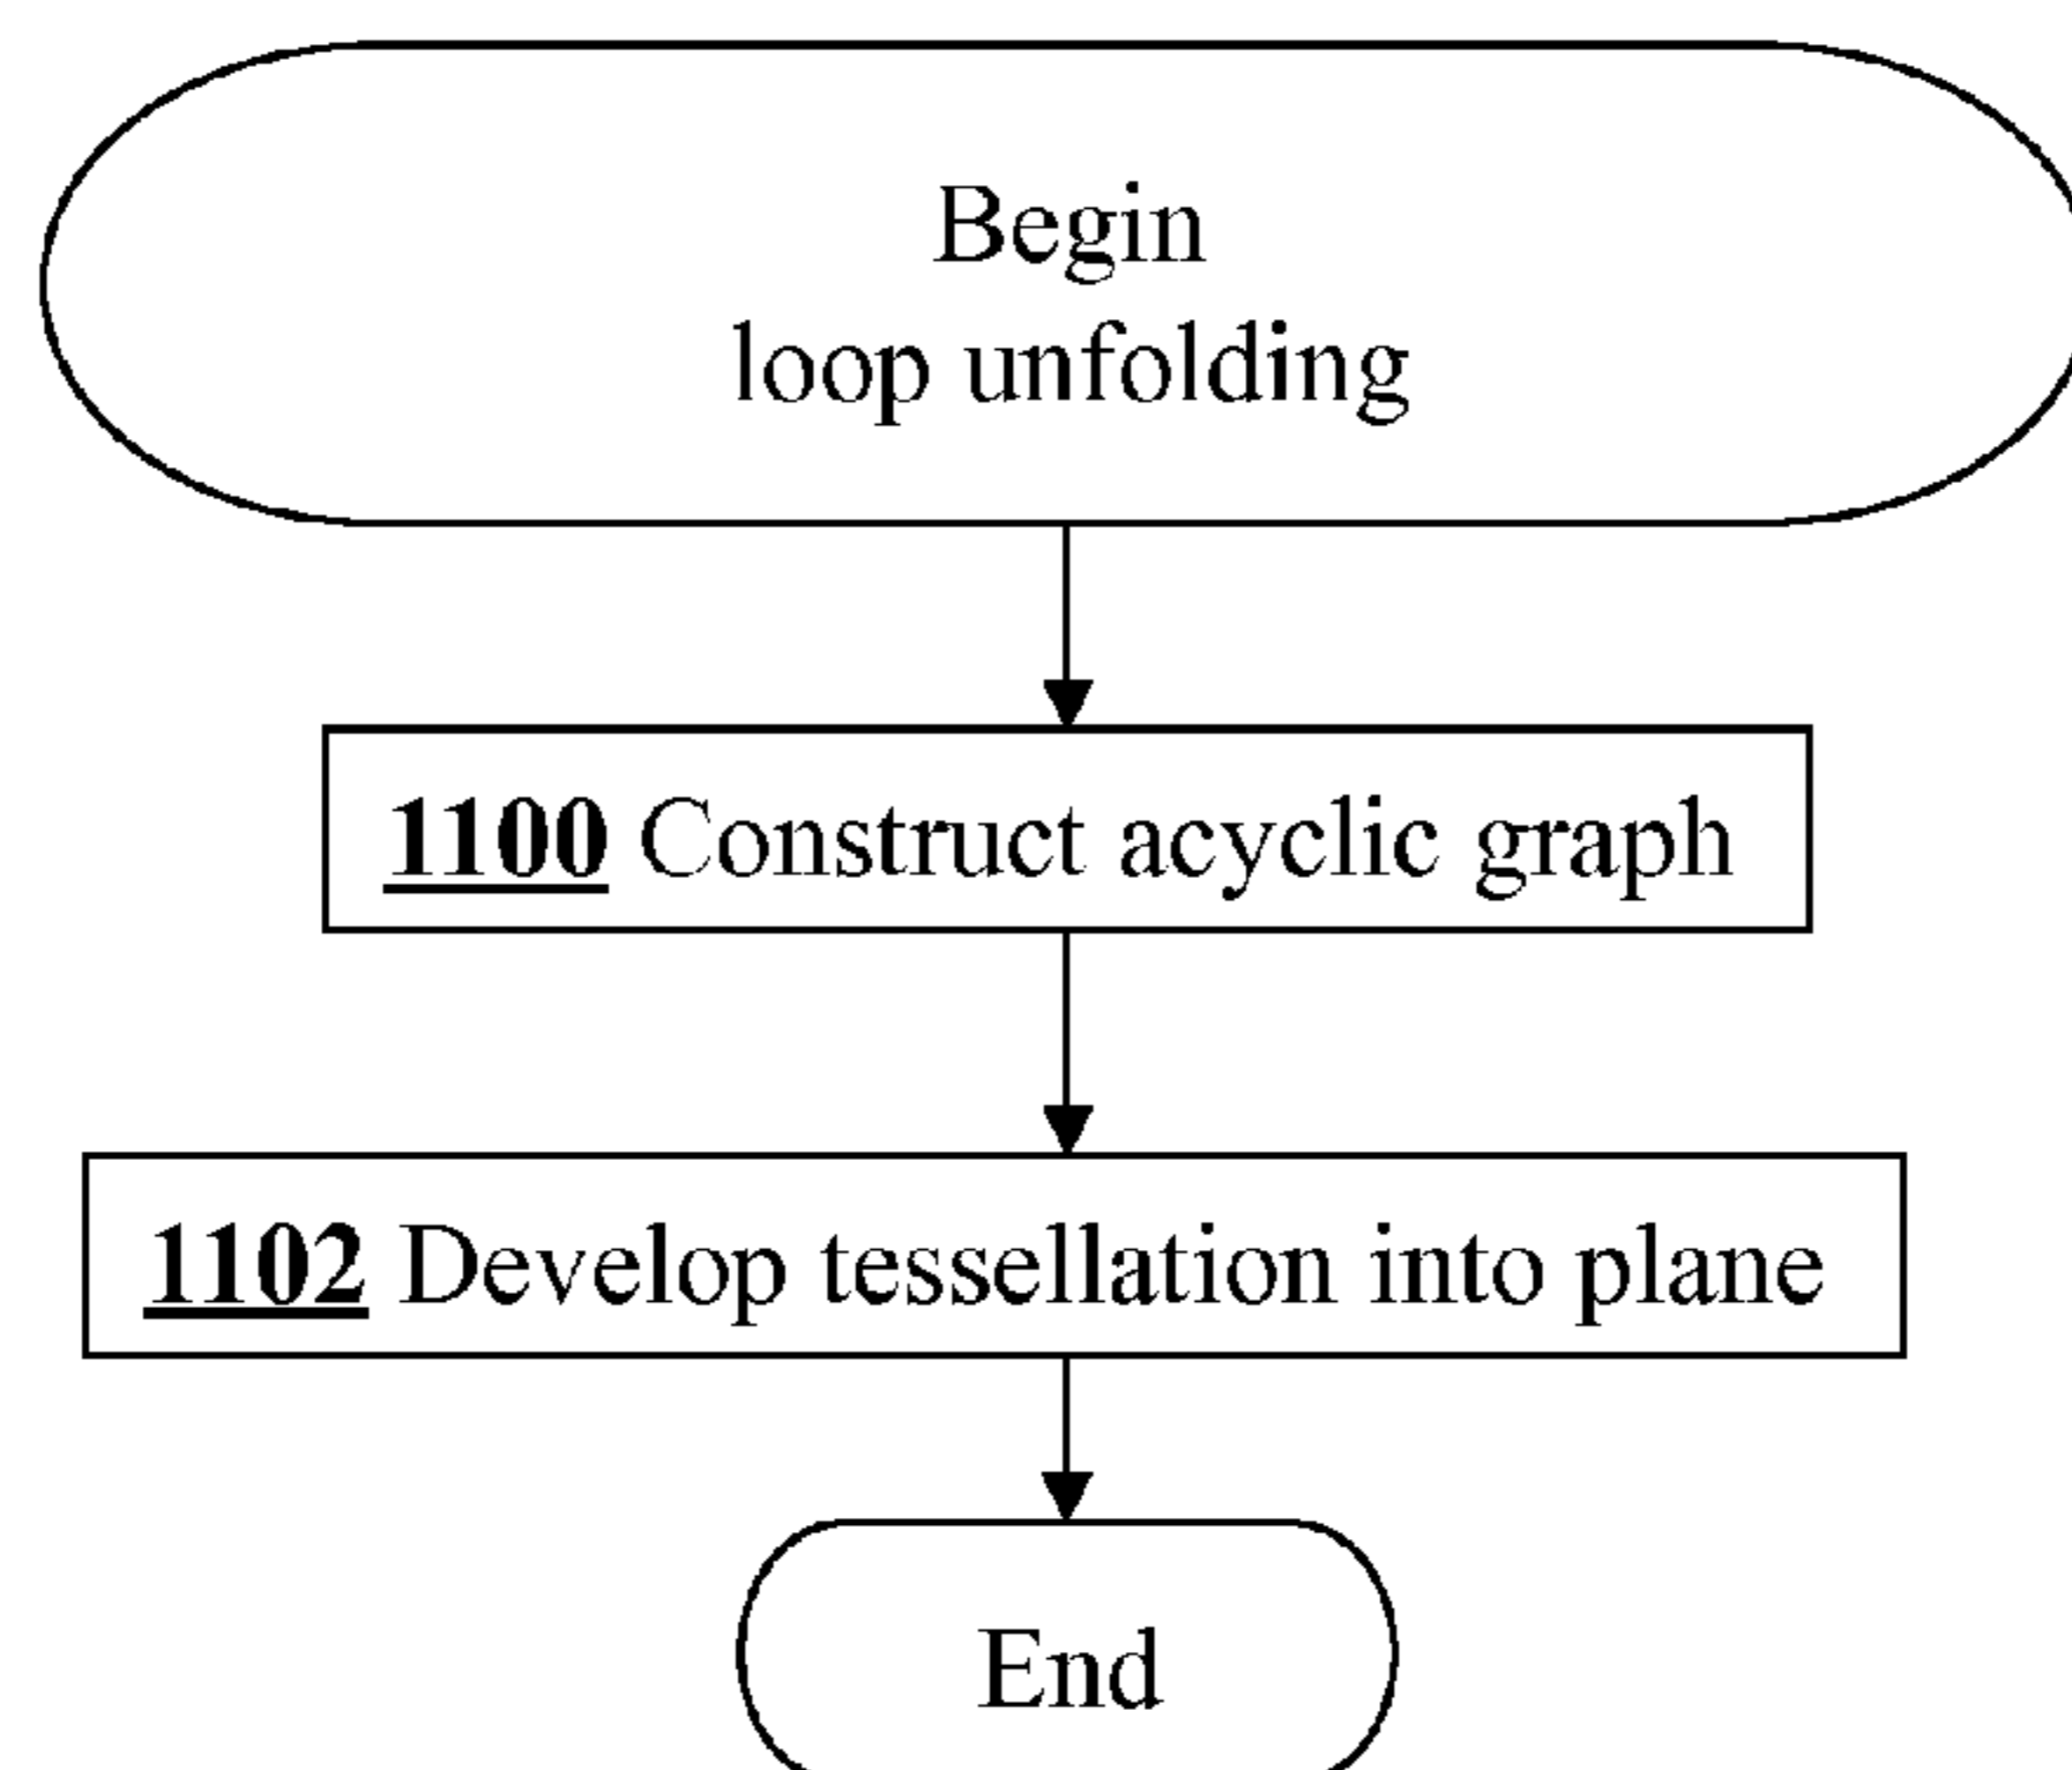 Begin
loop unfolding
1100 Construct acyclic graph
1102 Develop tessellation into plane
End